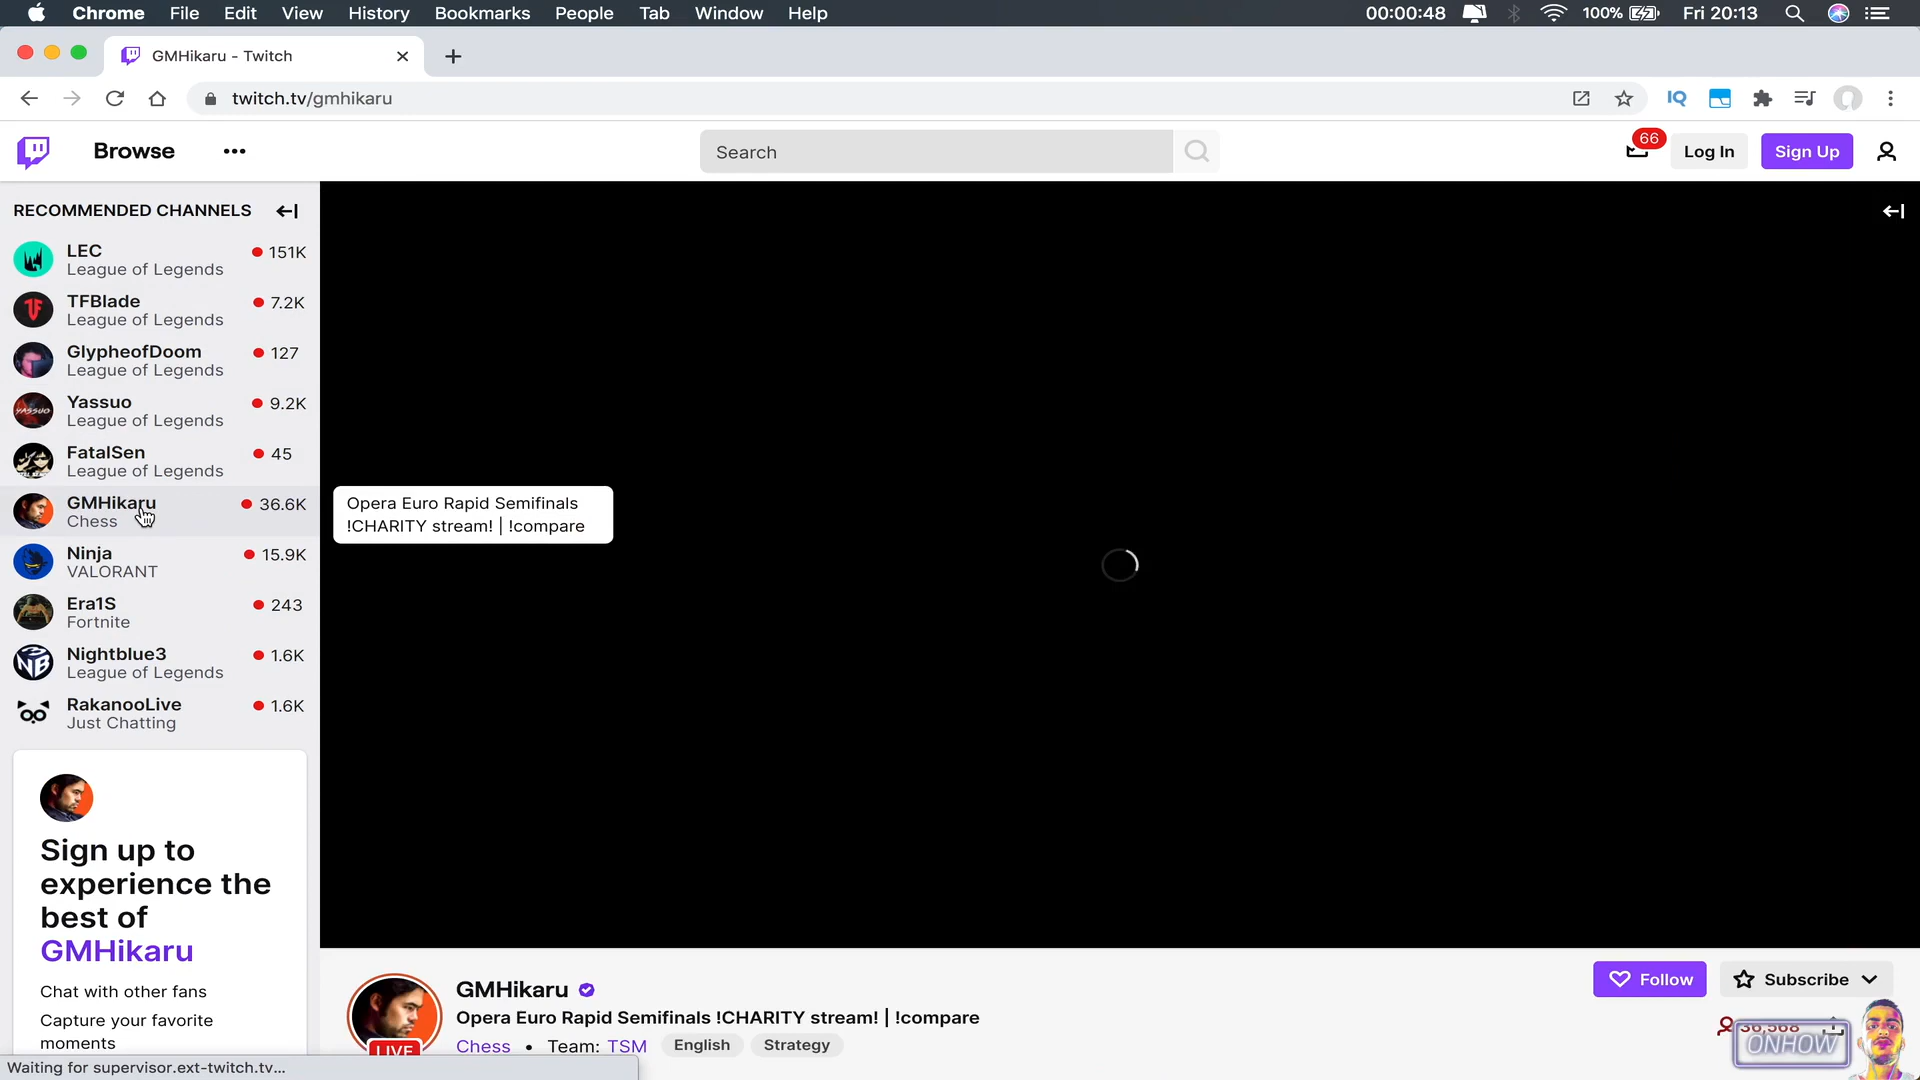 Chrome File Edit View History Bookmarks People Tab Window Help 00:00:48 100% Fri 20:13
GMHikaru - Twitch
twitch.tv/gmhikaru
IQ
Browse
Search
66
Log In
Sign Up
RECOMMENDED CHANNELS
LEC 151K
League of Legends
TFBlade 7.2K
League of Legends
GlypheofDoom 127
League of Legends
Yassuo 9.2K
League of Legends
FatalSen 45
League of Legends
GMHikaru 36.6K
Chess
Opera Euro Rapid Semifinals
!CHARITY stream! | !compare
Ninja 15.9K
VALORANT
Era1S 243
Fortnite
Nightblue3 1.6K
League of Legends
RakanooLive 1.6K
Just Chatting
Sign up to
experience the
best of
GMHikaru
Chat with other fans
Capture your favorite
moments
GMHikaru
Opera Euro Rapid Semifinals !CHARITY stream! | !compare
Chess • Team: TSM English Strategy
LIVE
Follow
Subscribe
36,568
ONHOW
Waiting for supervisor.ext-twitch.tv...